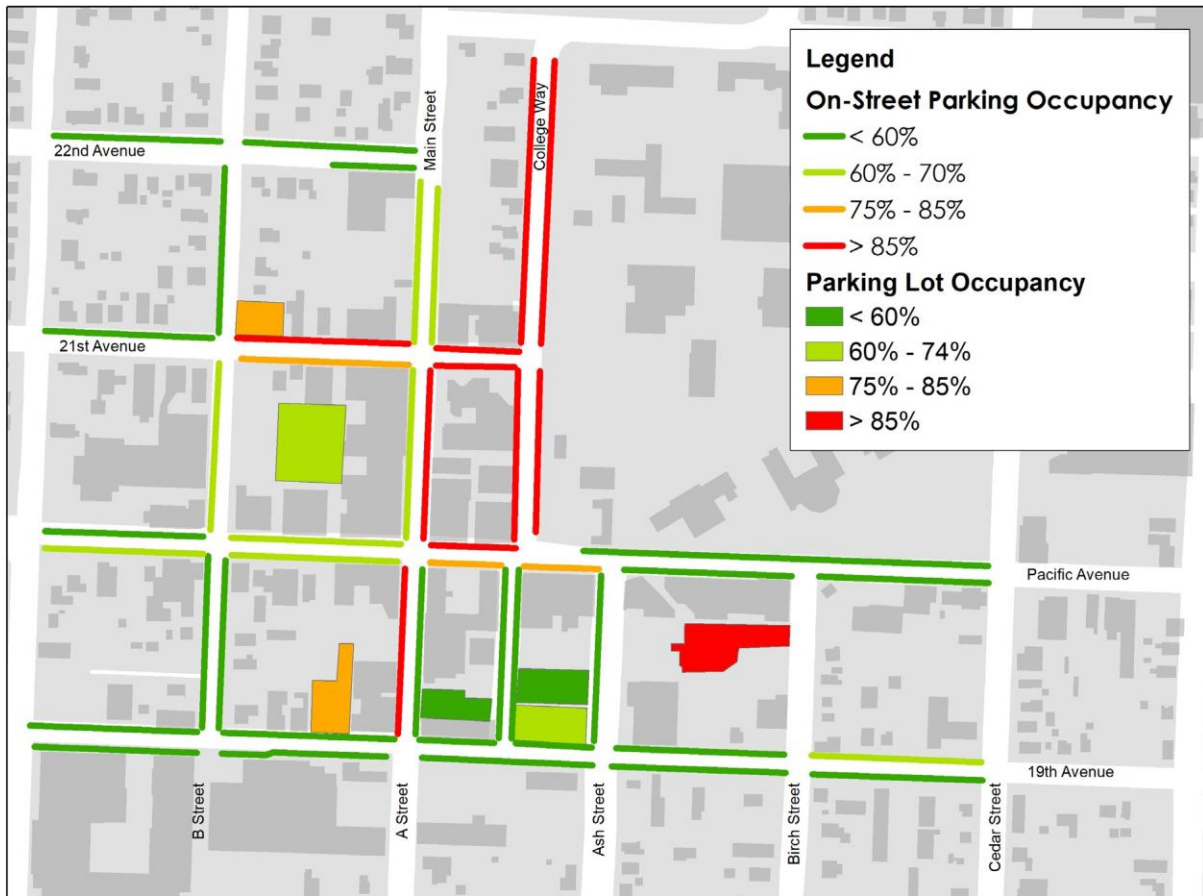 Legend
On-Street Parking Occupancy
< 60%
60% - 70%
75% - 85%
> 85%
Parking Lot Occupancy
< 60%
60% - 74%
75% - 85%
> 85%
22nd Avenue
Main Street
College Way
21st Avenue
Pacific Avenue
19th Avenue
B Street
A Street
Ash Street
Birch Street
Cedar Street